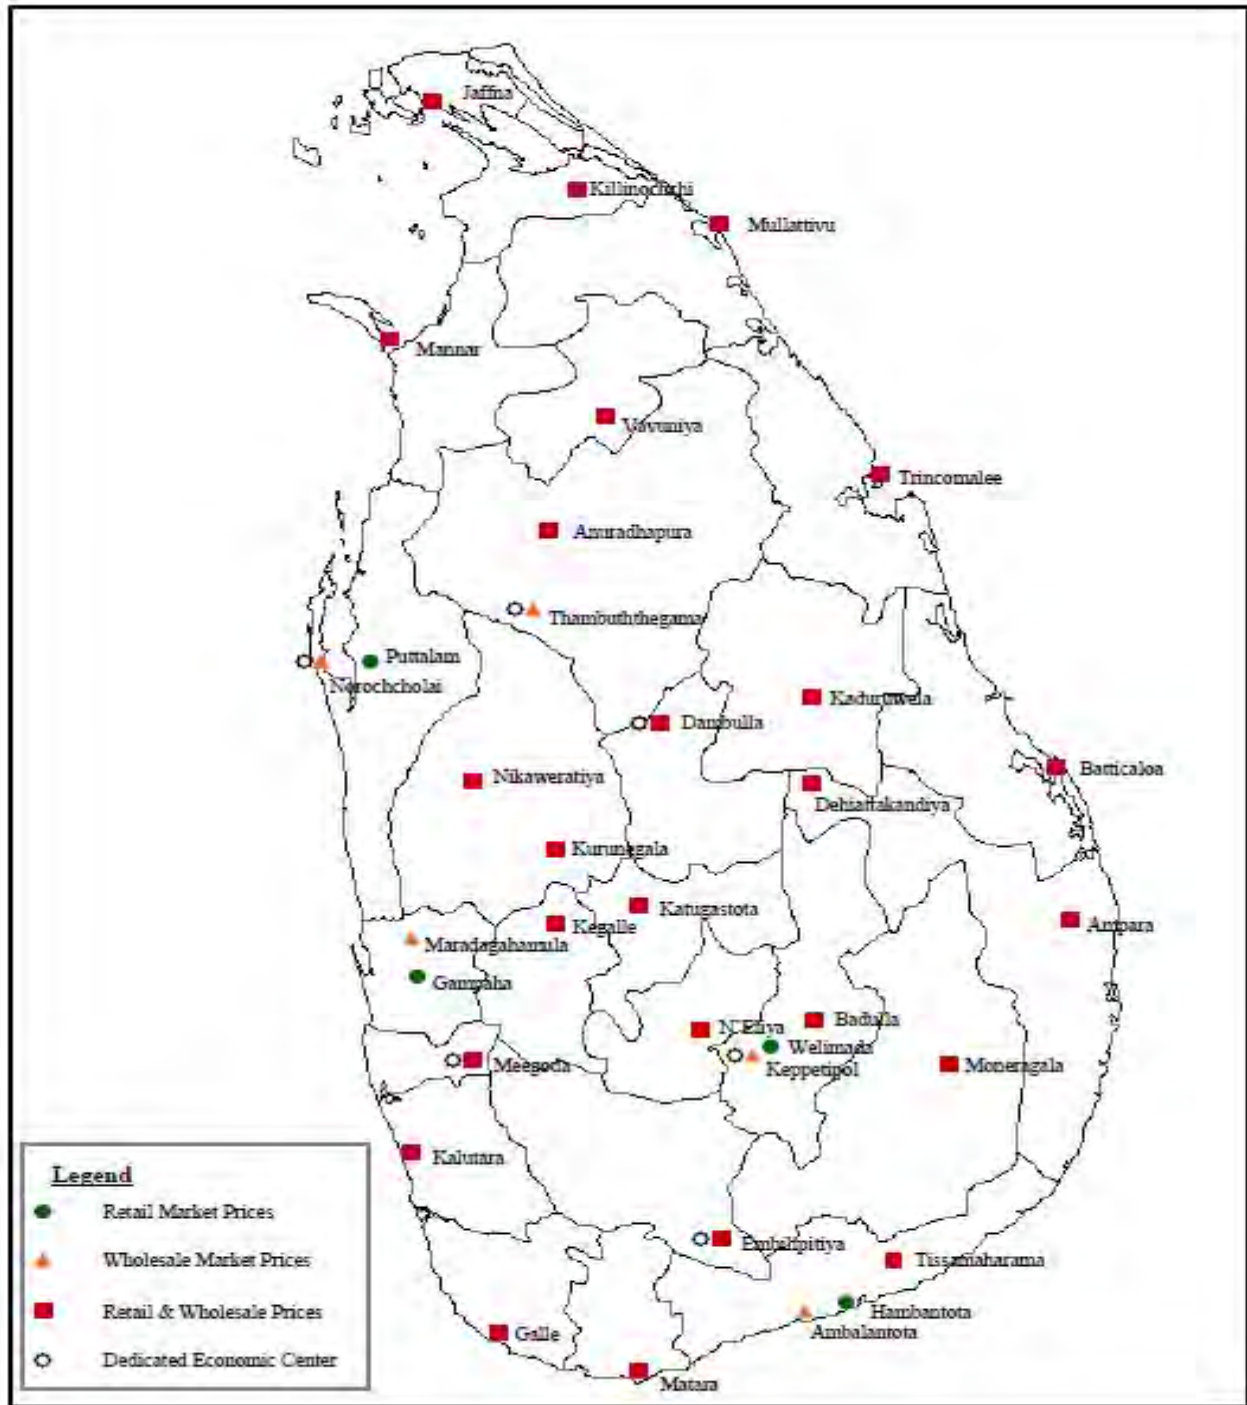 Jaffna
Killinochchi
Mullattivu
Mannar
Vavuniya
Trincomalee
Anuradhapura
Thambuththegama
Puttalam
Norochcholai
Kaduruwela
Dambulla
Batticaloa
Nikaweratiya
Dehiattakandiya
Kurunegala
Katugastota
Kegalle
Ampara
Maradagahamula
Gampaha
Badulla
N'Eliya
Welimada
Keppetipol
Meegoda
Moneragala
Kalutara
Legend
Retail Market Prices
Wholesale Market Prices
Retail & Wholesale Prices
Dedicated Economic Center
Embilipitiya
Tissamaharama
Hambantota
Ambalantota
Galle
Matara